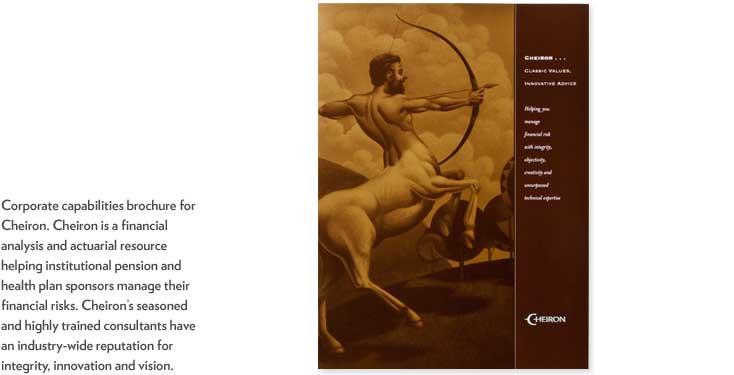 Corporate capabilities brochure for
Cheiron. Cheiron is a financial
analysis and actuarial resource
helping institutional pension and
health plan sponsors manage their
financial risks. Cheiron's seasoned
and highly trained consultants have
an industry-wide reputation for
integrity, innovation and vision.
CHEIRON . . .
CLASSIC VALUES,
INNOVATIVE ADVICE
Helping you
manage
financial risk
with integrity,
objectivity,
creativity and
unsurpassed
technical expertise
CHEIRON